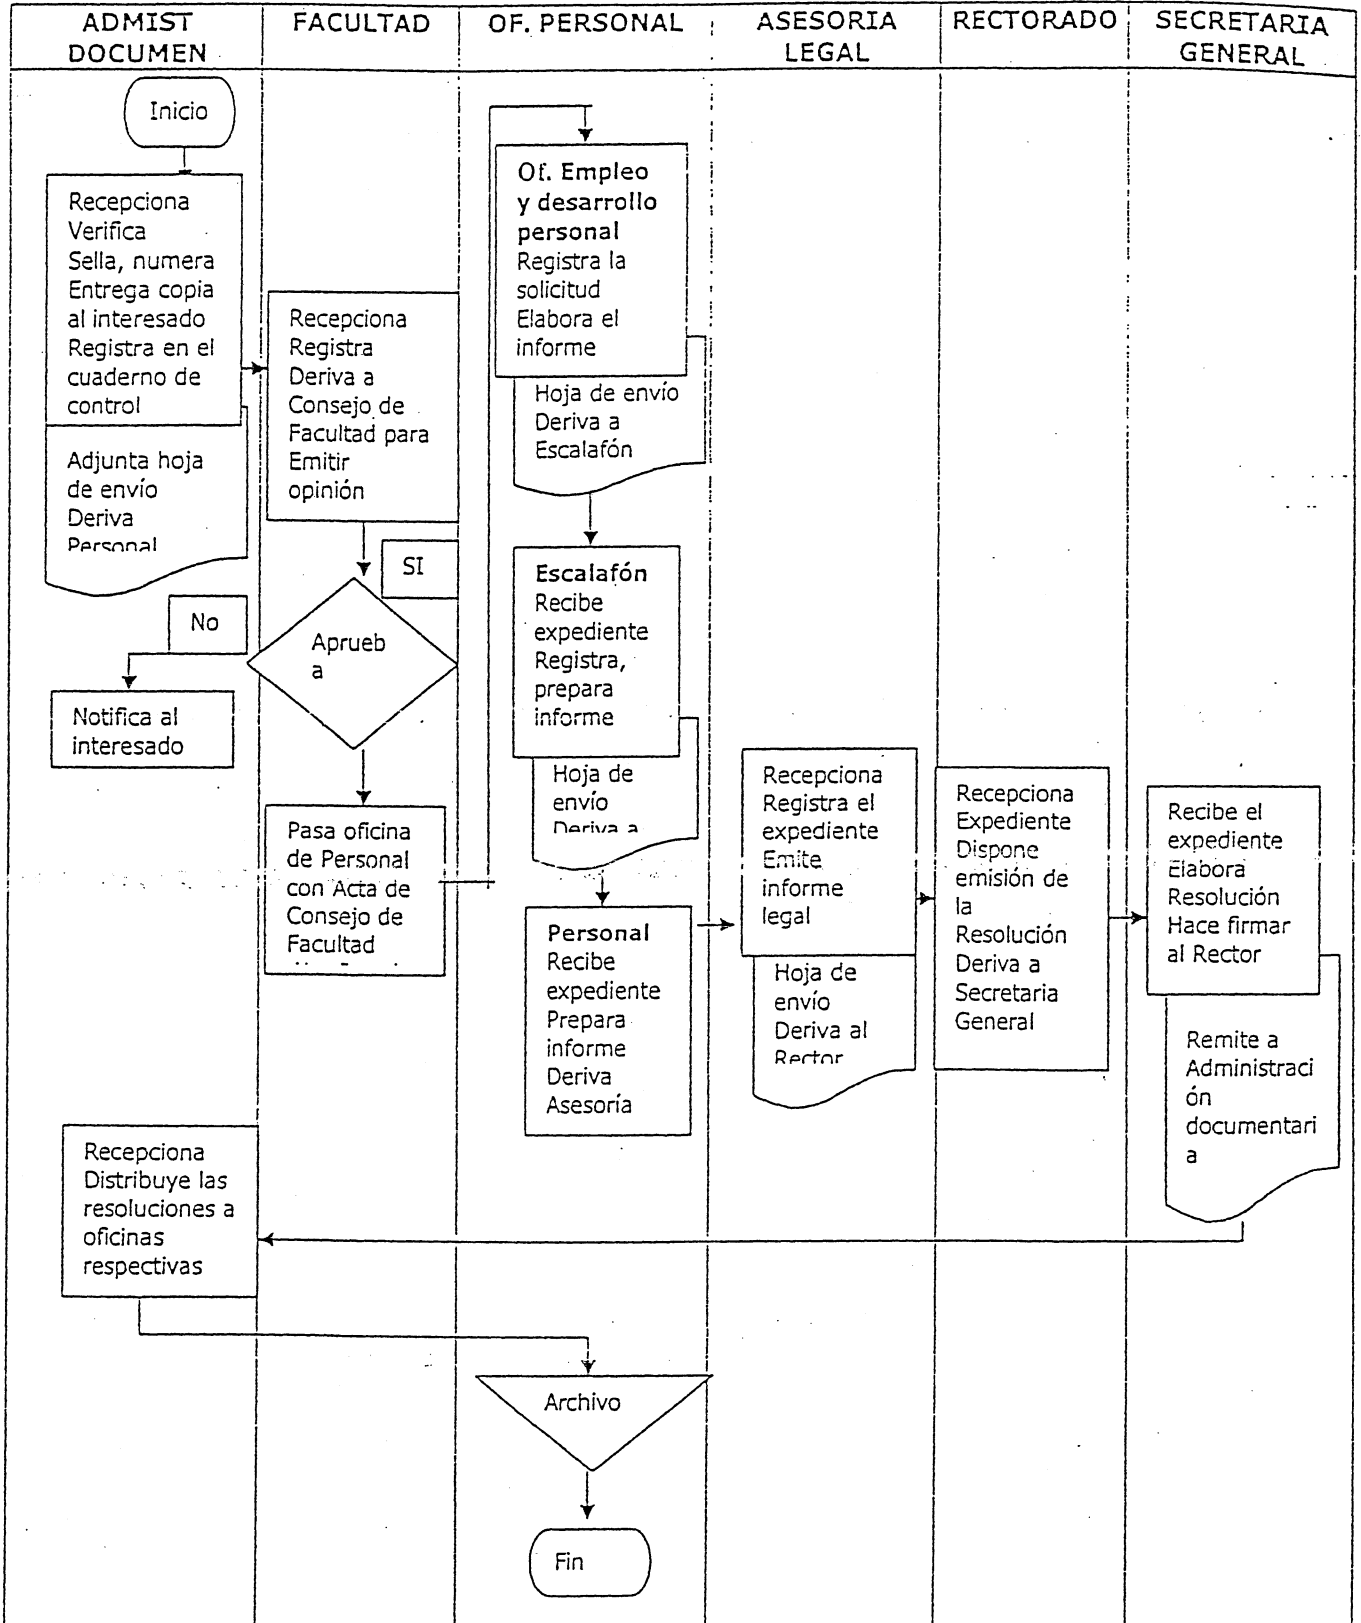 ADMIST
DOCUMEN
FACULTAD
OF. PERSONAL
ASESORIA
LEGAL
RECTORADO
SECRETARIA
GENERAL
Inicio
Recepciona
Verifica
Sella, numera
Entrega copia
al interesado
Registra en el
cuaderno de
control
Adjunta hoja
de envío
Deriva
Personal
No
Notifica al
interesado
Recepciona
Registra
Deriva a
Consejo de
Facultad para
Emitir
opinión
SI
Aprueb
a
Pasa oficina
de Personal
con Acta de
Consejo de
Facultad
Of. Empleo
y desarrollo
personal
Registra la
solicitud
Elabora el
informe
Hoja de envío
Deriva a
Escalafón
Escalafón
Recibe
expediente
Registra,
prepara
informe
Hoja de
envío
Deriva a
Personal
Recibe
expediente
Prepara
informe
Deriva
Asesoría
Recepciona
Registra el
expediente
Emite
informe
legal
Hoja de
envío
Deriva al
Rector
Recepciona
Expediente
Dispone
emisión de
la
Resolución
Deriva a
Secretaria
General
Recibe el
expediente
Elabora
Resolución
Hace firmar
al Rector
Remite a
Administraci
ón
documentari
a
Recepciona
Distribuye las
resoluciones a
oficinas
respectivas
Archivo
Fin